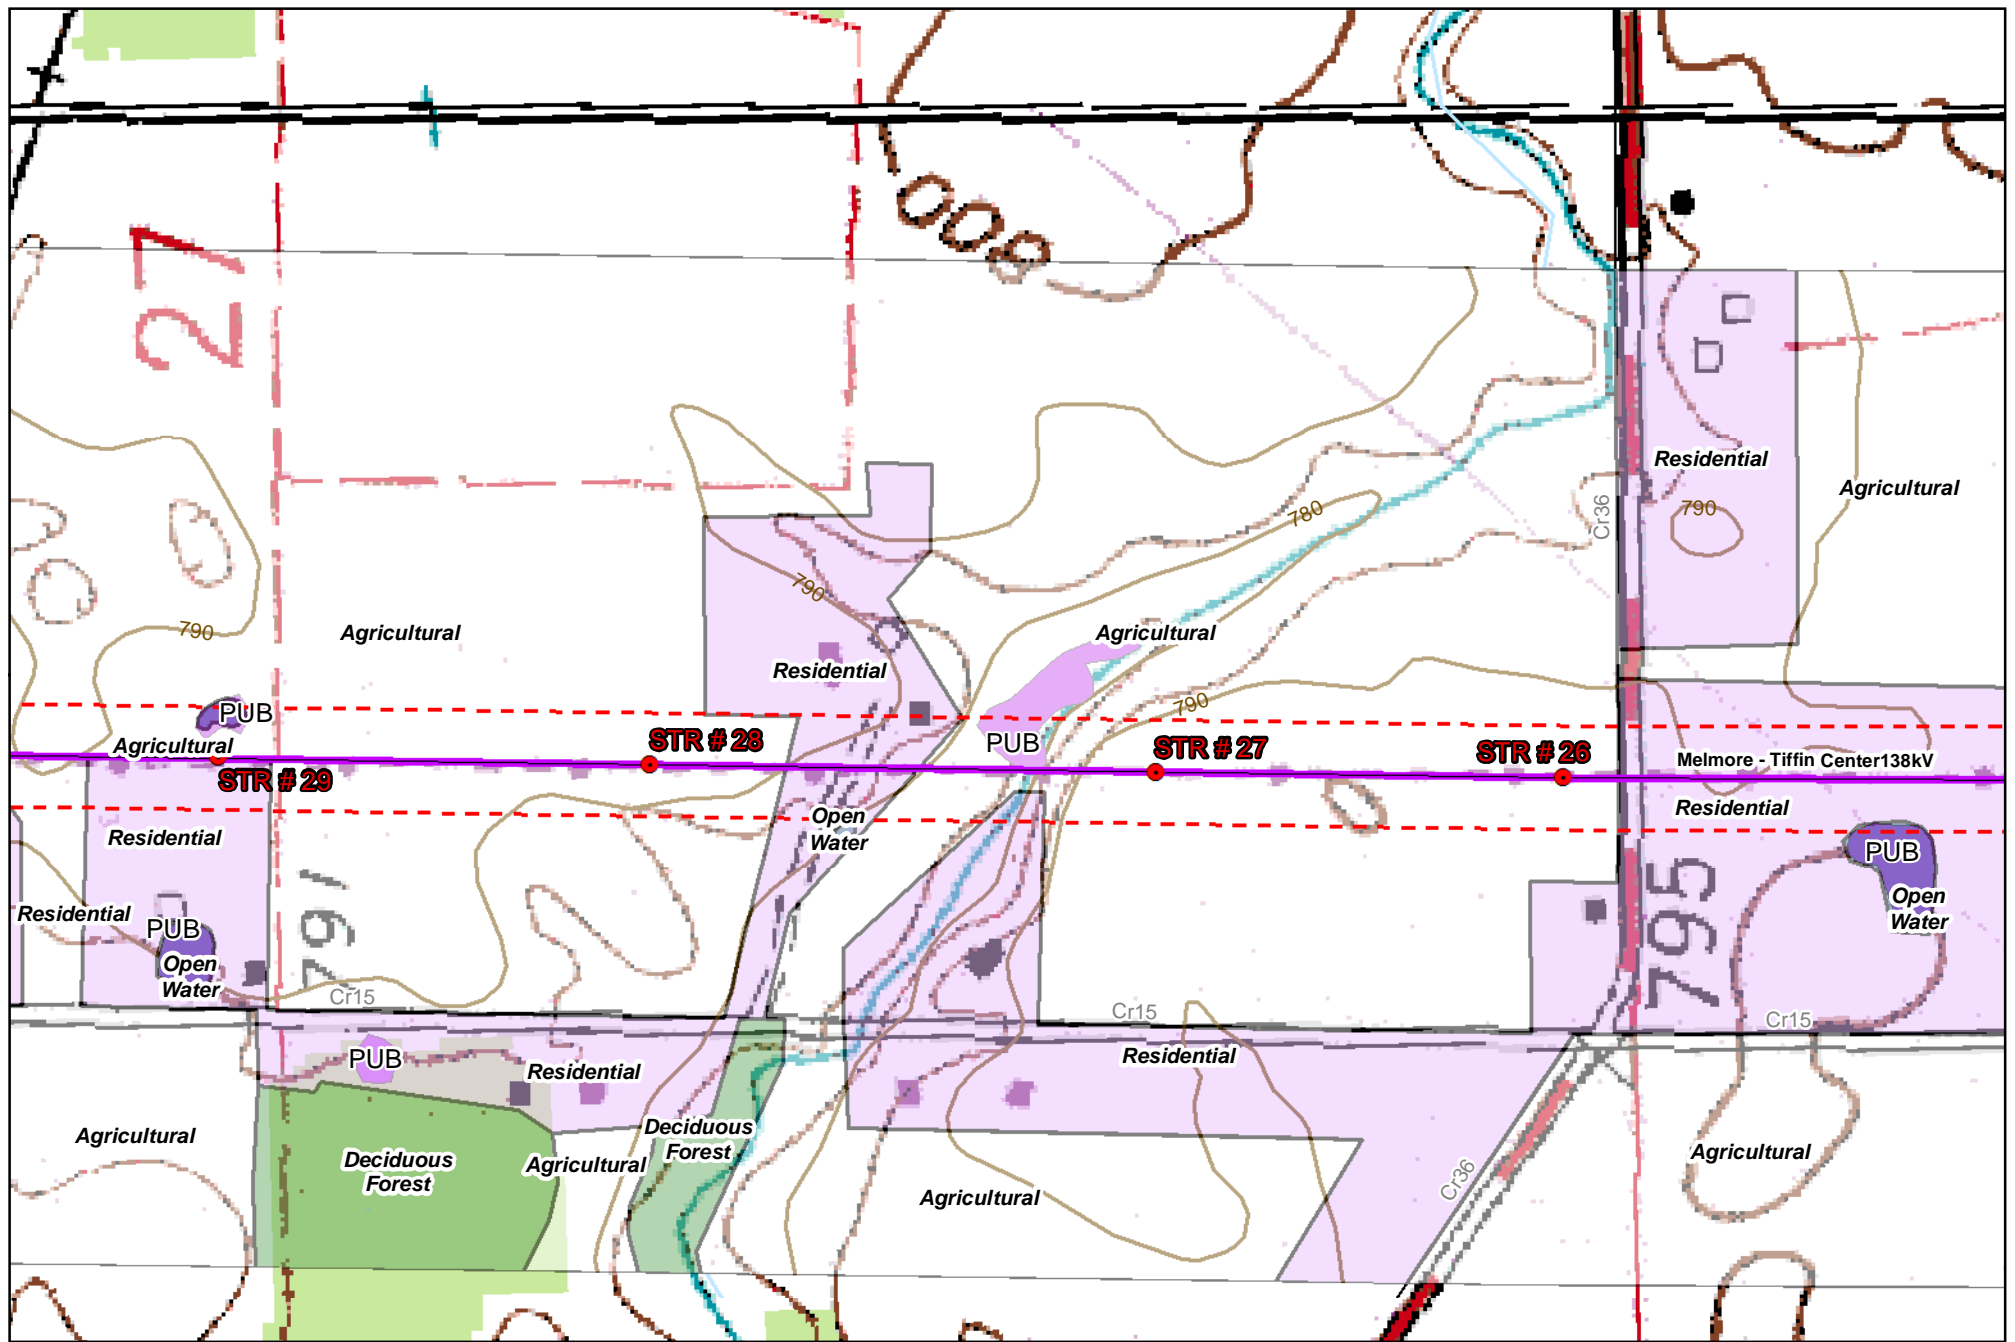 27
800
Residential
Agricultural
Cr36
790
780
790
790
Agricultural
Agricultural
Residential
790
PUB
PUB
Agricultural
STR # 28
STR # 27
STR # 26
Melmore - Tiffin Center138kV
STR # 29
Residential
Residential
Open
Water
PUB
791
795
Residential
PUB
Open
Water
Open
Water
Cr15
Cr15
Cr15
PUB
Residential
Residential
Deciduous
Forest
Agricultural
Deciduous
Forest
Agricultural
Agricultural
Agricultural
Cr36